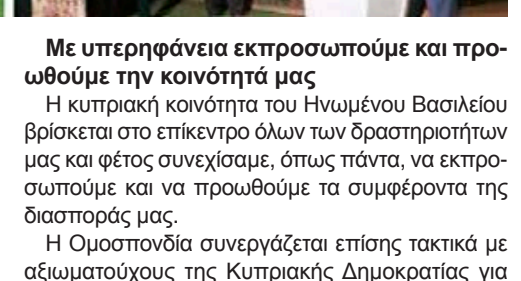 Με υπερηφάνεια εκπροσωπούμε και προ-
ωθούμε την κοινότητά μας
Η κυπριακή κοινότητα του Ηνωμένου Βασιλείου
βρίσκεται στο επίκεντρο όλων των δραστηριοτήτων
μας και φέτος συνεχίσαμε, όπως πάντα, να εκπρο-
σωπούμε και να προωθούμε τα συμφέροντα της
διασποράς μας.
Η Ομοσπονδία συνεργάζεται επίσης τακτικά με
αξιωματούχους της Κυπριακής Δημοκρατίας για